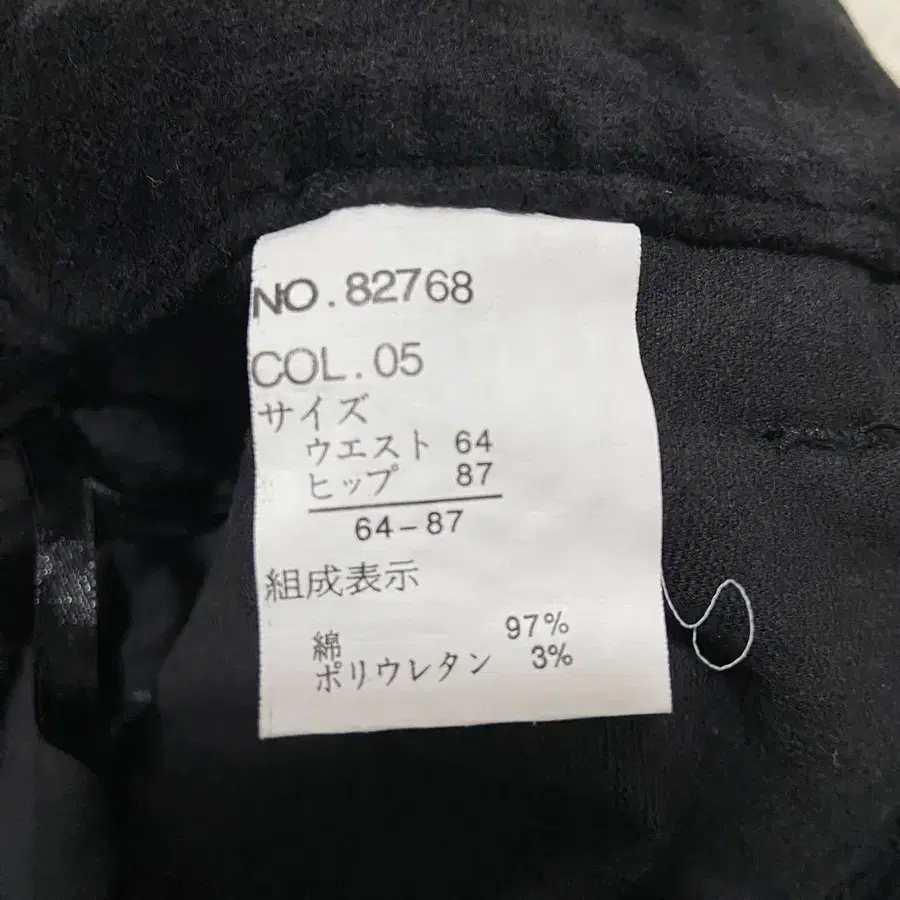 NO.82768
COL.05
サイズ
ウエスト 64
ヒップ 87
64-87
組成表示
綿 97%
ポリウレタン 3%